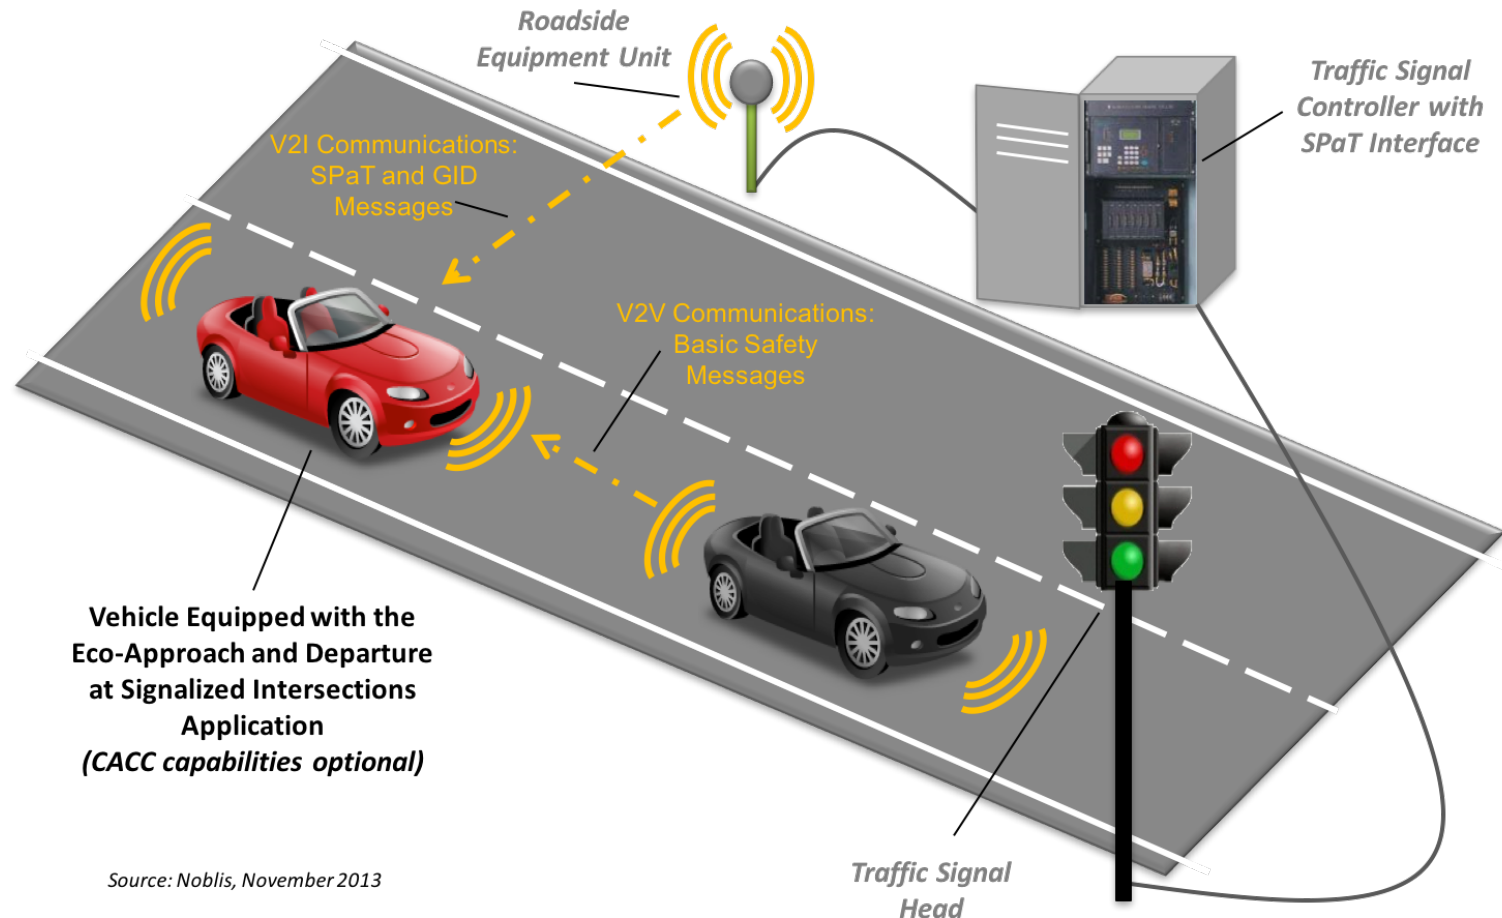 Roadside
Equipment Unit
Traffic Signal
Controller with
SPaT Interface
V2I Communications:
SPaT and GID
Messages
V2V Communications:
Basic Safety
Messages
Vehicle Equipped with the
Eco-Approach and Departure
at Signalized Intersections
Application
(CACC capabilities optional)
Traffic Signal
Head
Source: Noblis, November 2013